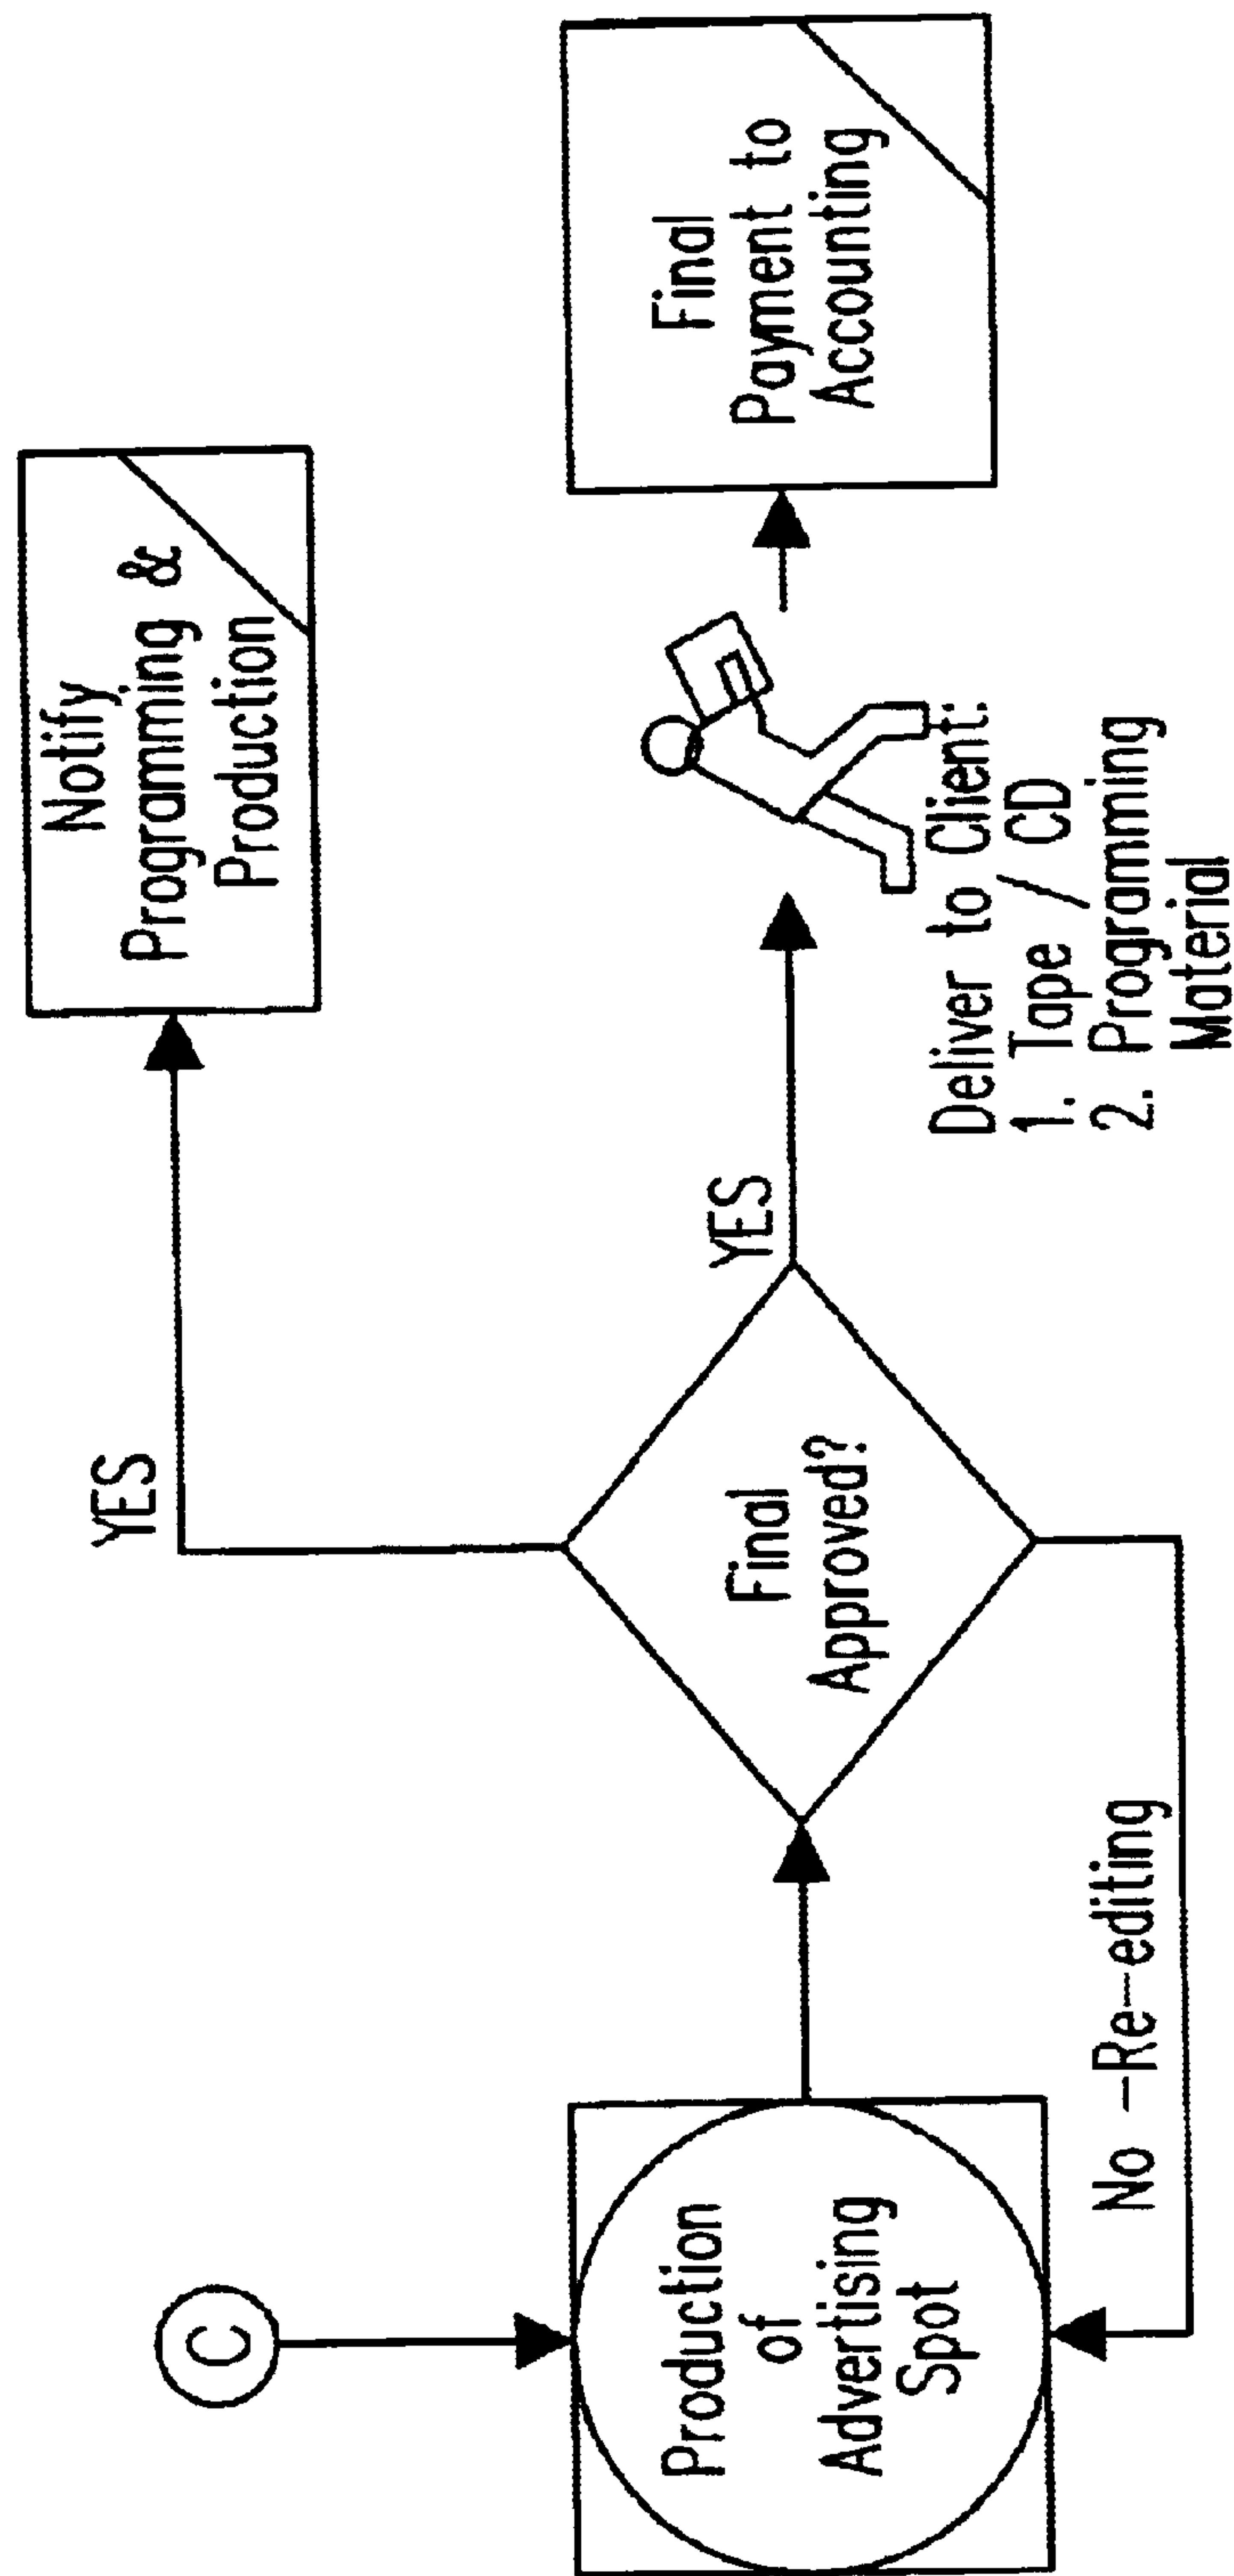 C
Production
of
Advertising
Spot
No -Re-editing
Final
Approved?
YES
Notify
Programming &
Production
YES
Deliver to Client:
1. Tape / CD
2. Programming
Material
Final
Payment to
Accounting